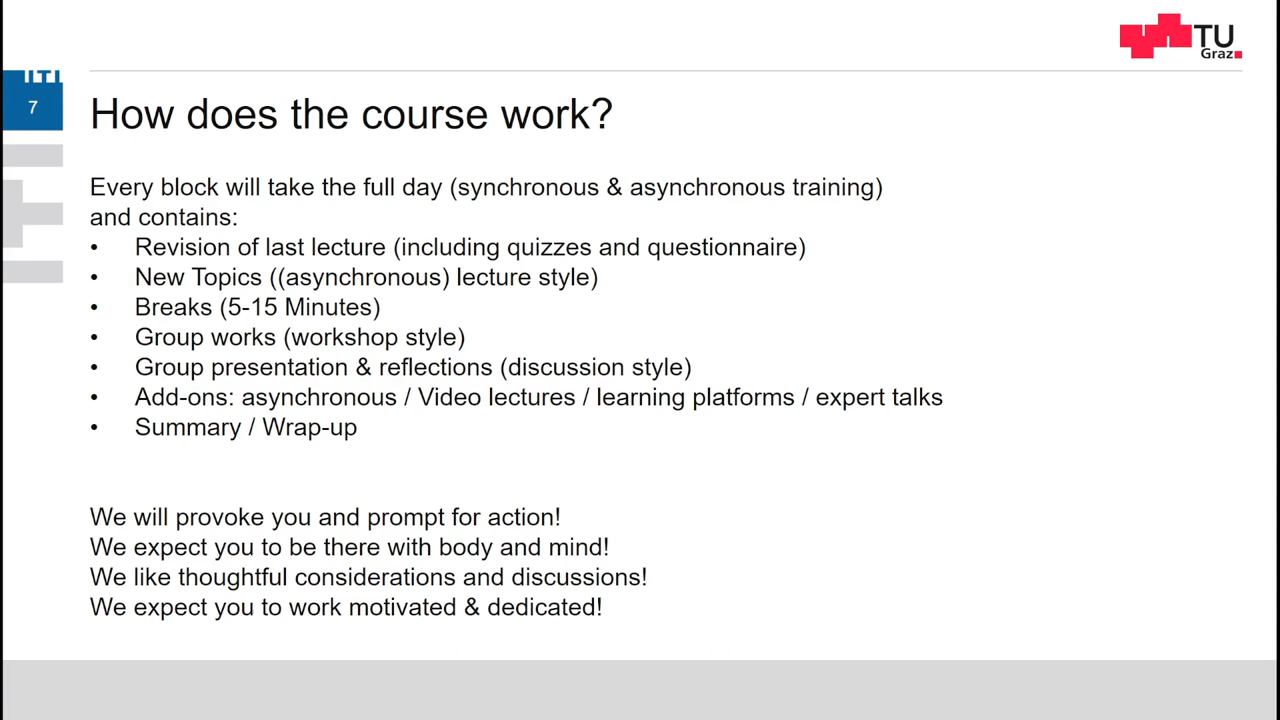 TU
Graz
7
How does the course work?
Every block will take the full day (synchronous & asynchronous training)
and contains:
• Revision of last lecture (including quizzes and questionnaire)
• New Topics ((asynchronous) lecture style)
• Breaks (5-15 Minutes)
• Group works (workshop style)
• Group presentation & reflections (discussion style)
• Add-ons: asynchronous / Video lectures / learning platforms / expert talks
• Summary / Wrap-up
We will provoke you and prompt for action!
We expect you to be there with body and mind!
We like thoughtful considerations and discussions!
We expect you to work motivated & dedicated!